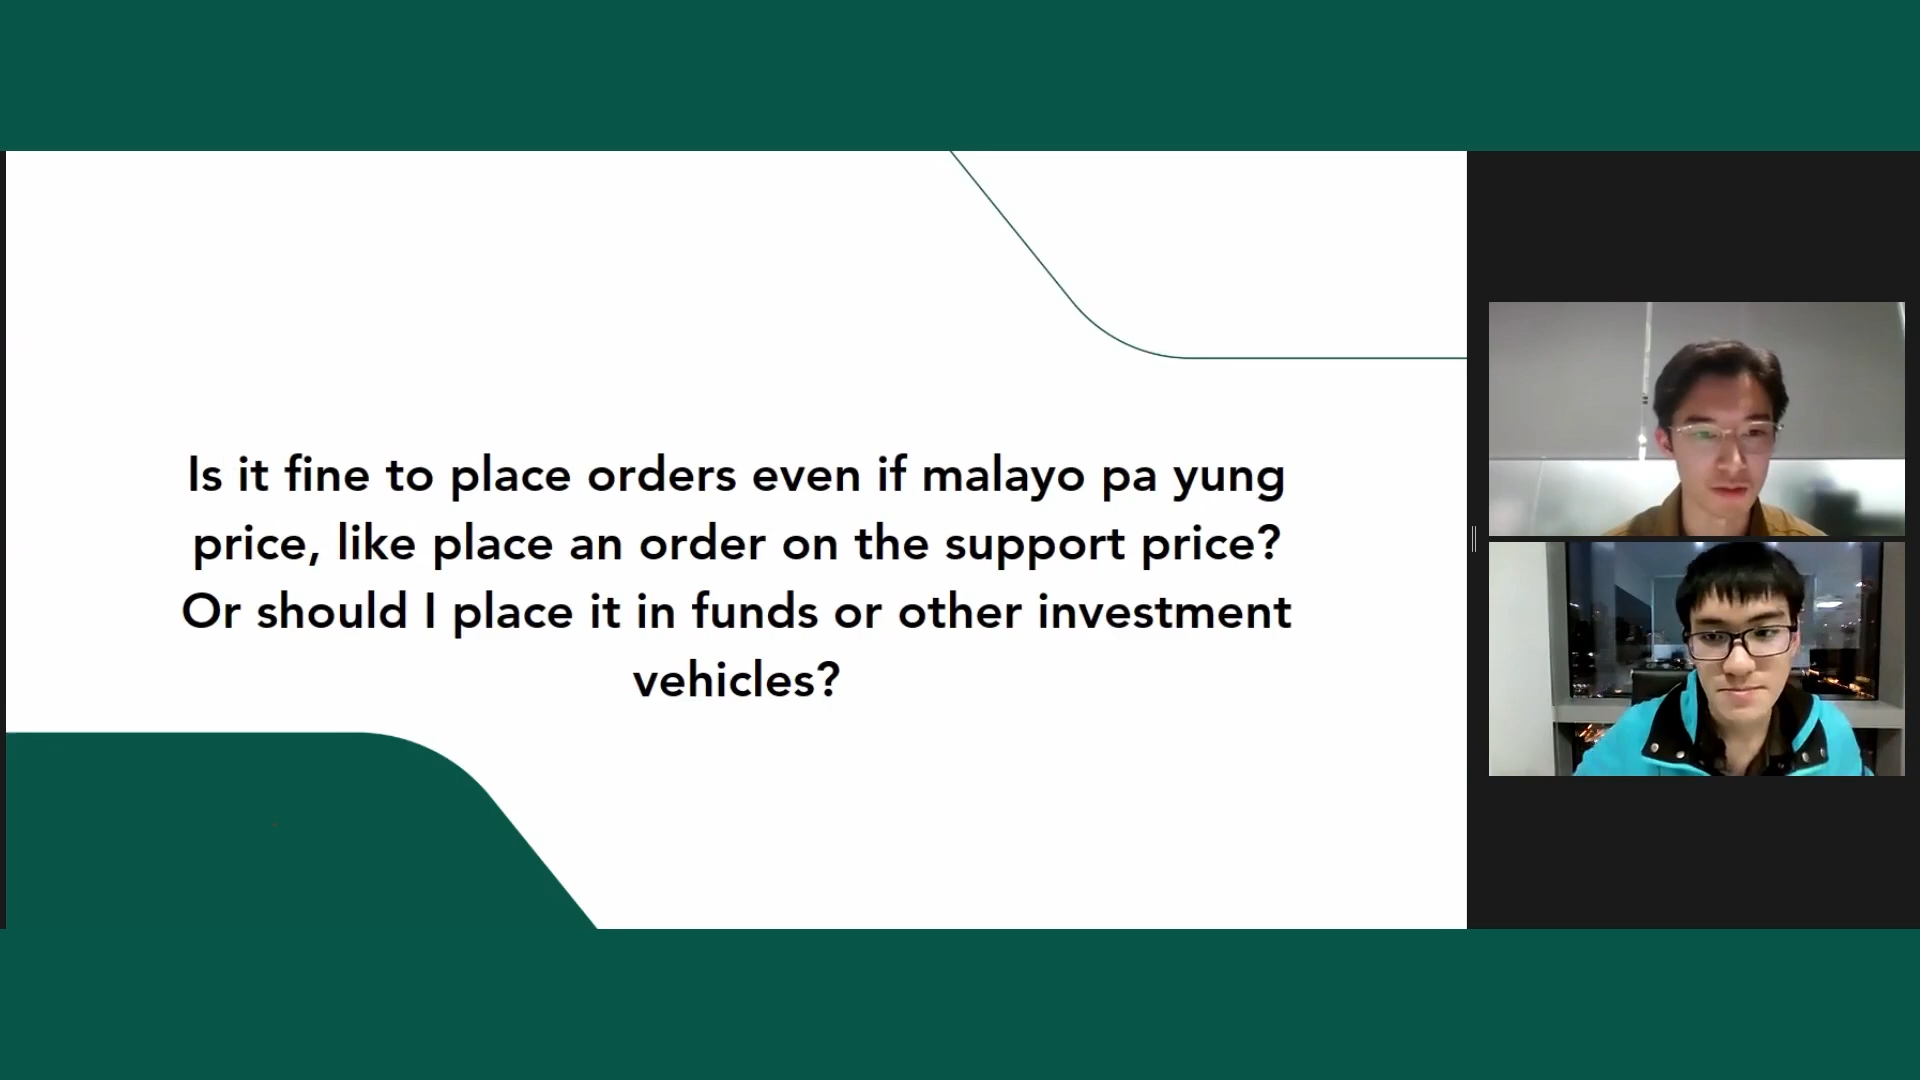 Is it fine to place orders even if malayo pa yung
price, like place an order on the support price?
Or should I place it in funds or other investment
vehicles?